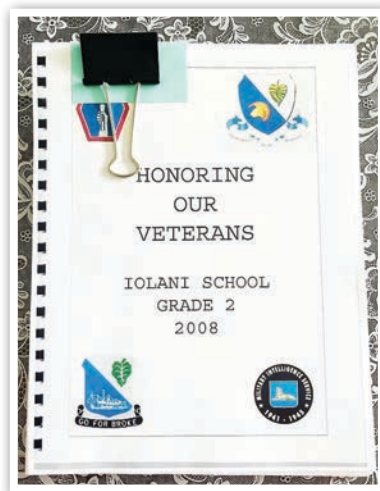 HONORING
OUR
VETERANS
IOLANI SCHOOL
GRADE 2
2008
GO FOR BROKE
MILITARY INTELLIGENCE SERVICE
1941 - 1945